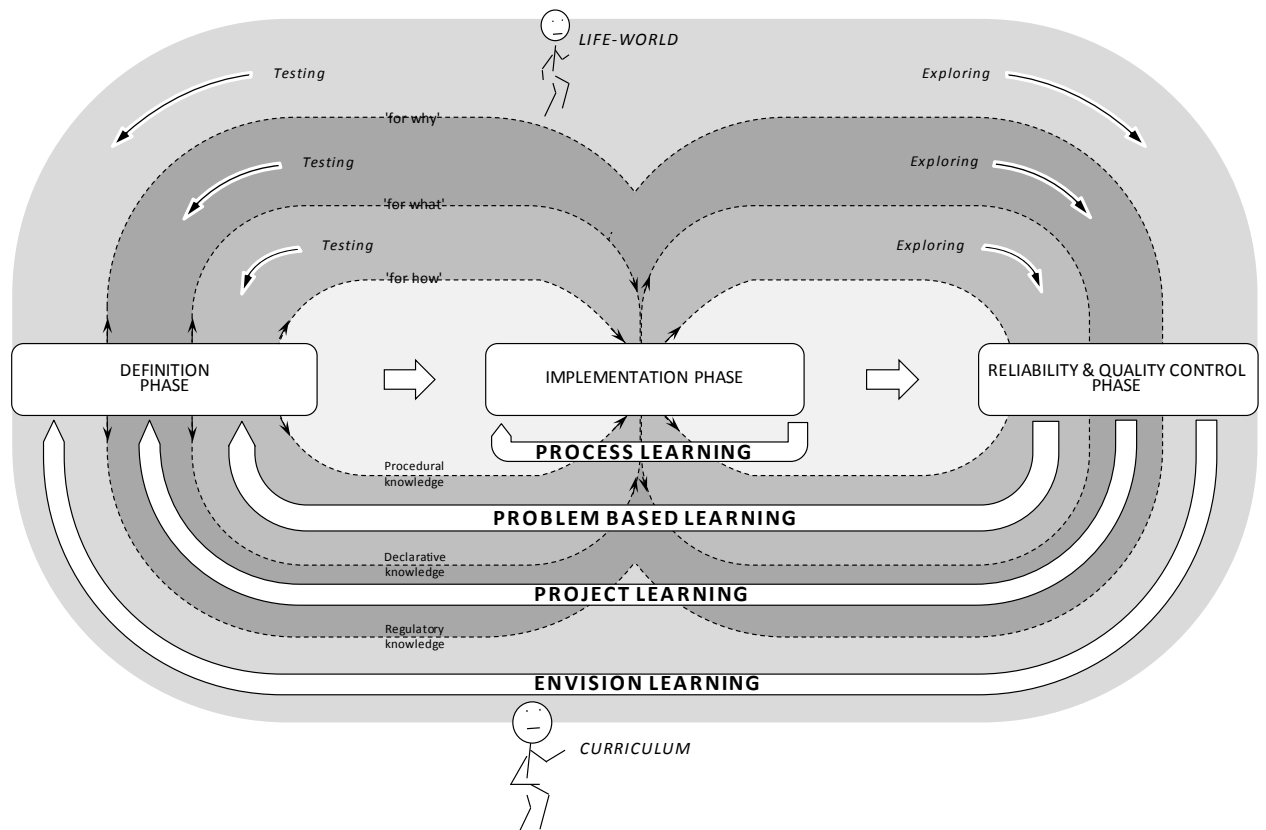 LIFE-WORLD
Testing
Exploring
'for why'
Testing
Exploring
'for what'
Testing
Exploring
'for how'
DEFINITION
PHASE
IMPLEMENTATION PHASE
RELIABILITY & QUALITY CONTROL
PHASE
PROCESS LEARNING
Procedural
knowledge
PROBLEM BASED LEARNING
Declarative
knowledge
PROJECT LEARNING
Regulatory
knowledge
ENVISION LEARNING
CURRICULUM